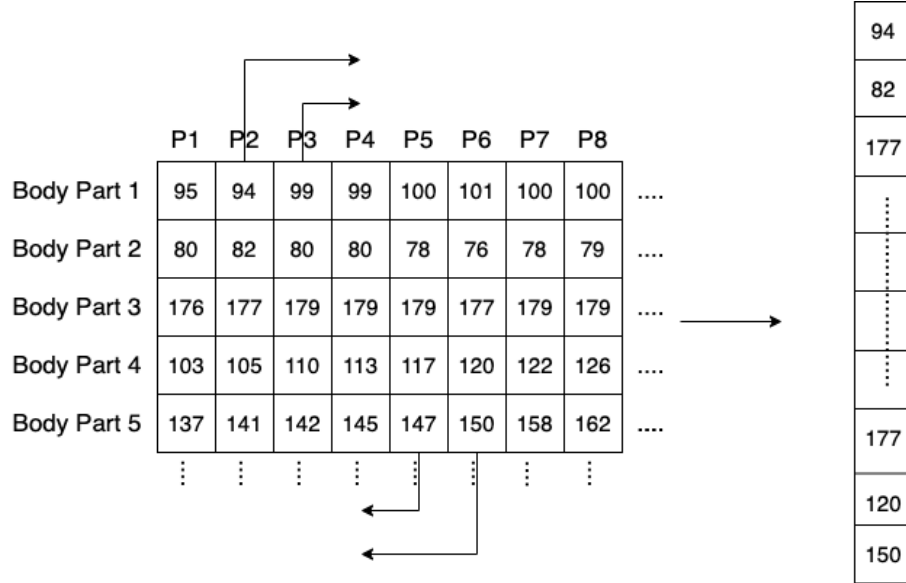 P1 P2 P3 P4 P5 P6 P7 P8
Body Part 1 95 94 99 99 100 101 100 100 ....
Body Part 2 80 82 80 80 78 76 78 79 ....
Body Part 3 176 177 179 179 179 177 179 179 ....
Body Part 4 103 105 110 113 117 120 122 126 ....
Body Part 5 137 141 142 145 147 150 158 162 ....
94
82
177
177
120
150